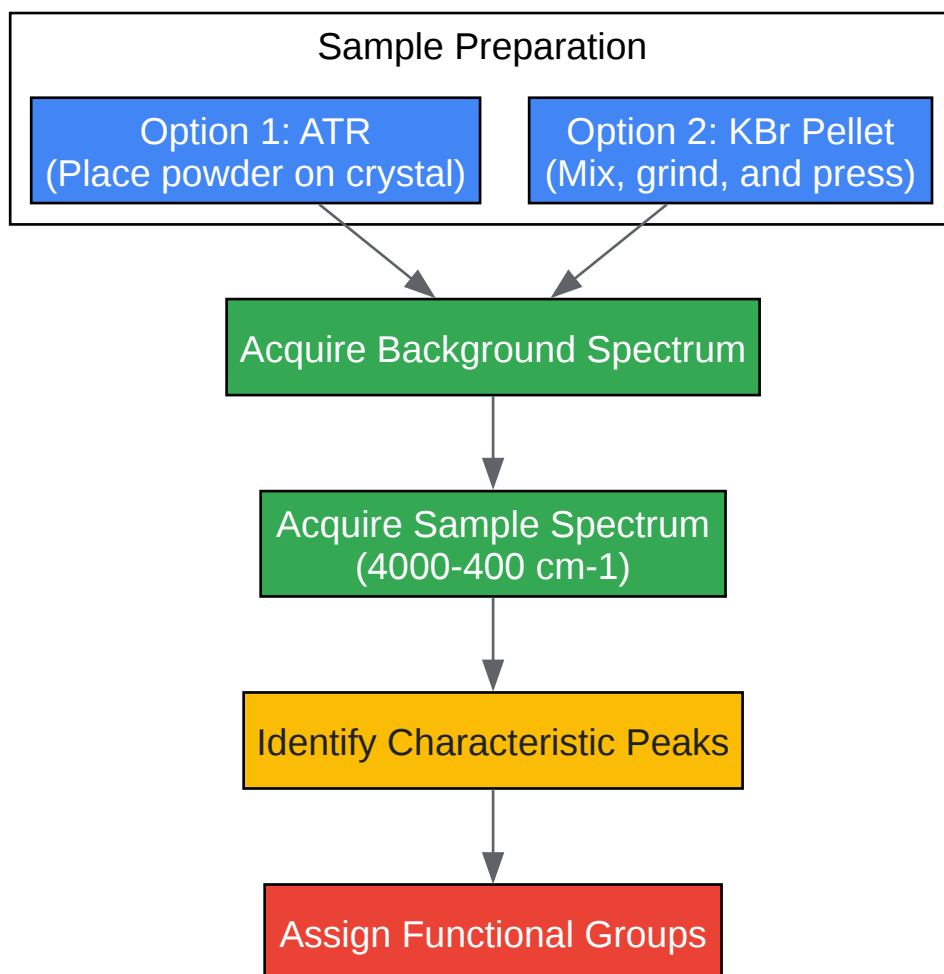 Sample Preparation
Option 1: ATR
(Place powder on crystal)
Option 2: KBr Pellet
(Mix, grind, and press)
Acquire Background Spectrum
Acquire Sample Spectrum
(4000-400 cm-1)
Identify Characteristic Peaks
Assign Functional Groups